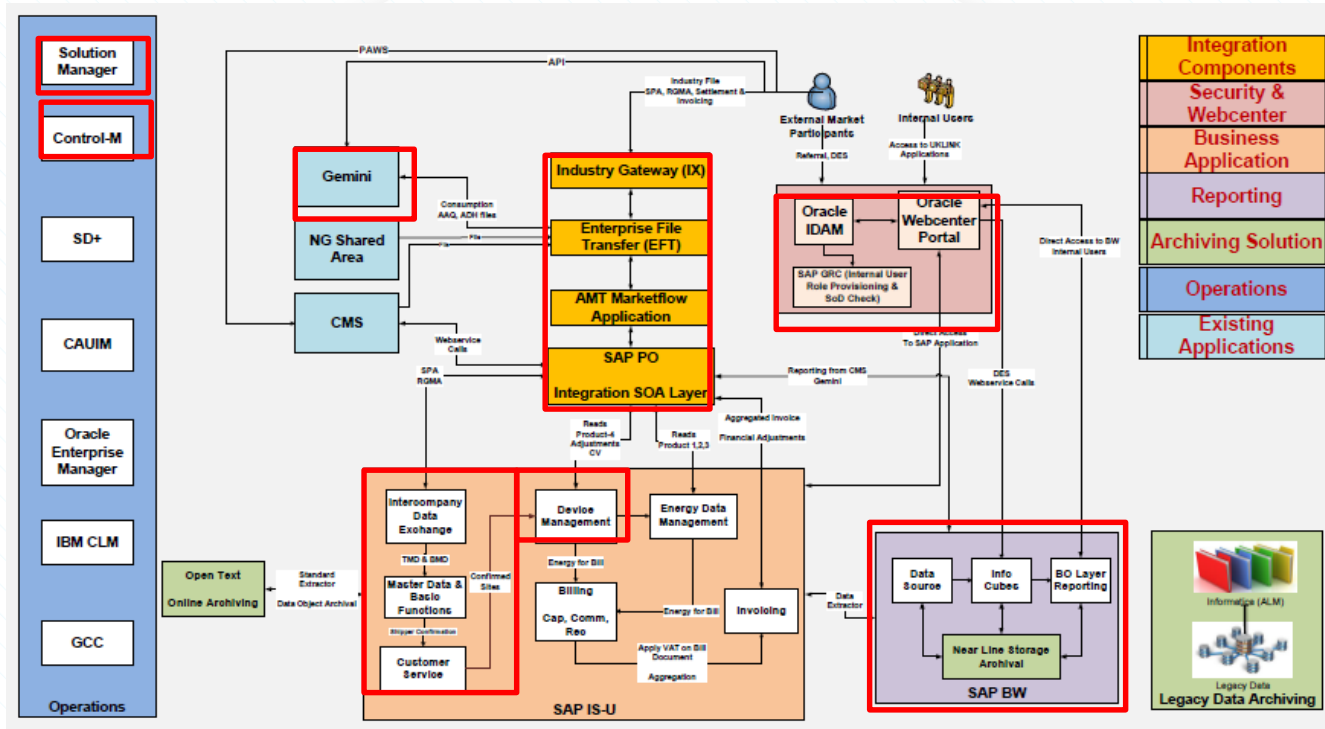 Solution
Manager
Control-M
SD+
CAUIM
Oracle
Enterprise
Manager
IBM CLM
GCC
Operations
PAWS
API
Industry File
SPA, RGMA, Settlement &
Invoicing
External Market
Participants
Internal Users
Referral, DES
Access to UKLINK
Applications
Gemini
NG Shared
Area
CMS
Consumption
AAQ, ADH files
File
File
Webservice
Calls
SPA
RGMA
Industry Gateway (IX)
Enterprise File
Transfer (EFT)
AMT Marketflow
Application
SAP PO
Integration SOA Layer
Oracle
IDAM
Oracle
Webcenter
Portal
SAP GRC (Internal User
Role Provisioning &
SoD Check)
Direct Access to BW
Internal Users
Direct Access
To SAP Application
DES
Webservice Calls
Reporting from CMS
Gemini
Aggregated Invoice
Financial Adjustments
Reads
Product-4
Adjustments
CV
Reads
Product 1,2,3
Intercompany
Data
Exchange
TMD & BMD
Master Data &
Basic
Functions
Shipper Confirmation
Customer
Service
Confirmed
Sites
Device
Management
Energy Data
Management
Energy for Bill
Billing
Cap, Comm,
Rec
Energy for Bill
Invoicing
Apply VAT on Bill
Document
Aggregation
SAP IS-U
Open Text
Online Archiving
Standard
Extractor
Data Object Archival
Data
Extractor
Data
Source
Info
Cubes
BO Layer
Reporting
Near Line Storage
Archival
SAP BW
Informatica (ALM)
Legacy Data
Legacy Data Archiving
Integration
Components
Security &
Webcenter
Business
Application
Reporting
Archiving Solution
Operations
Existing
Applications